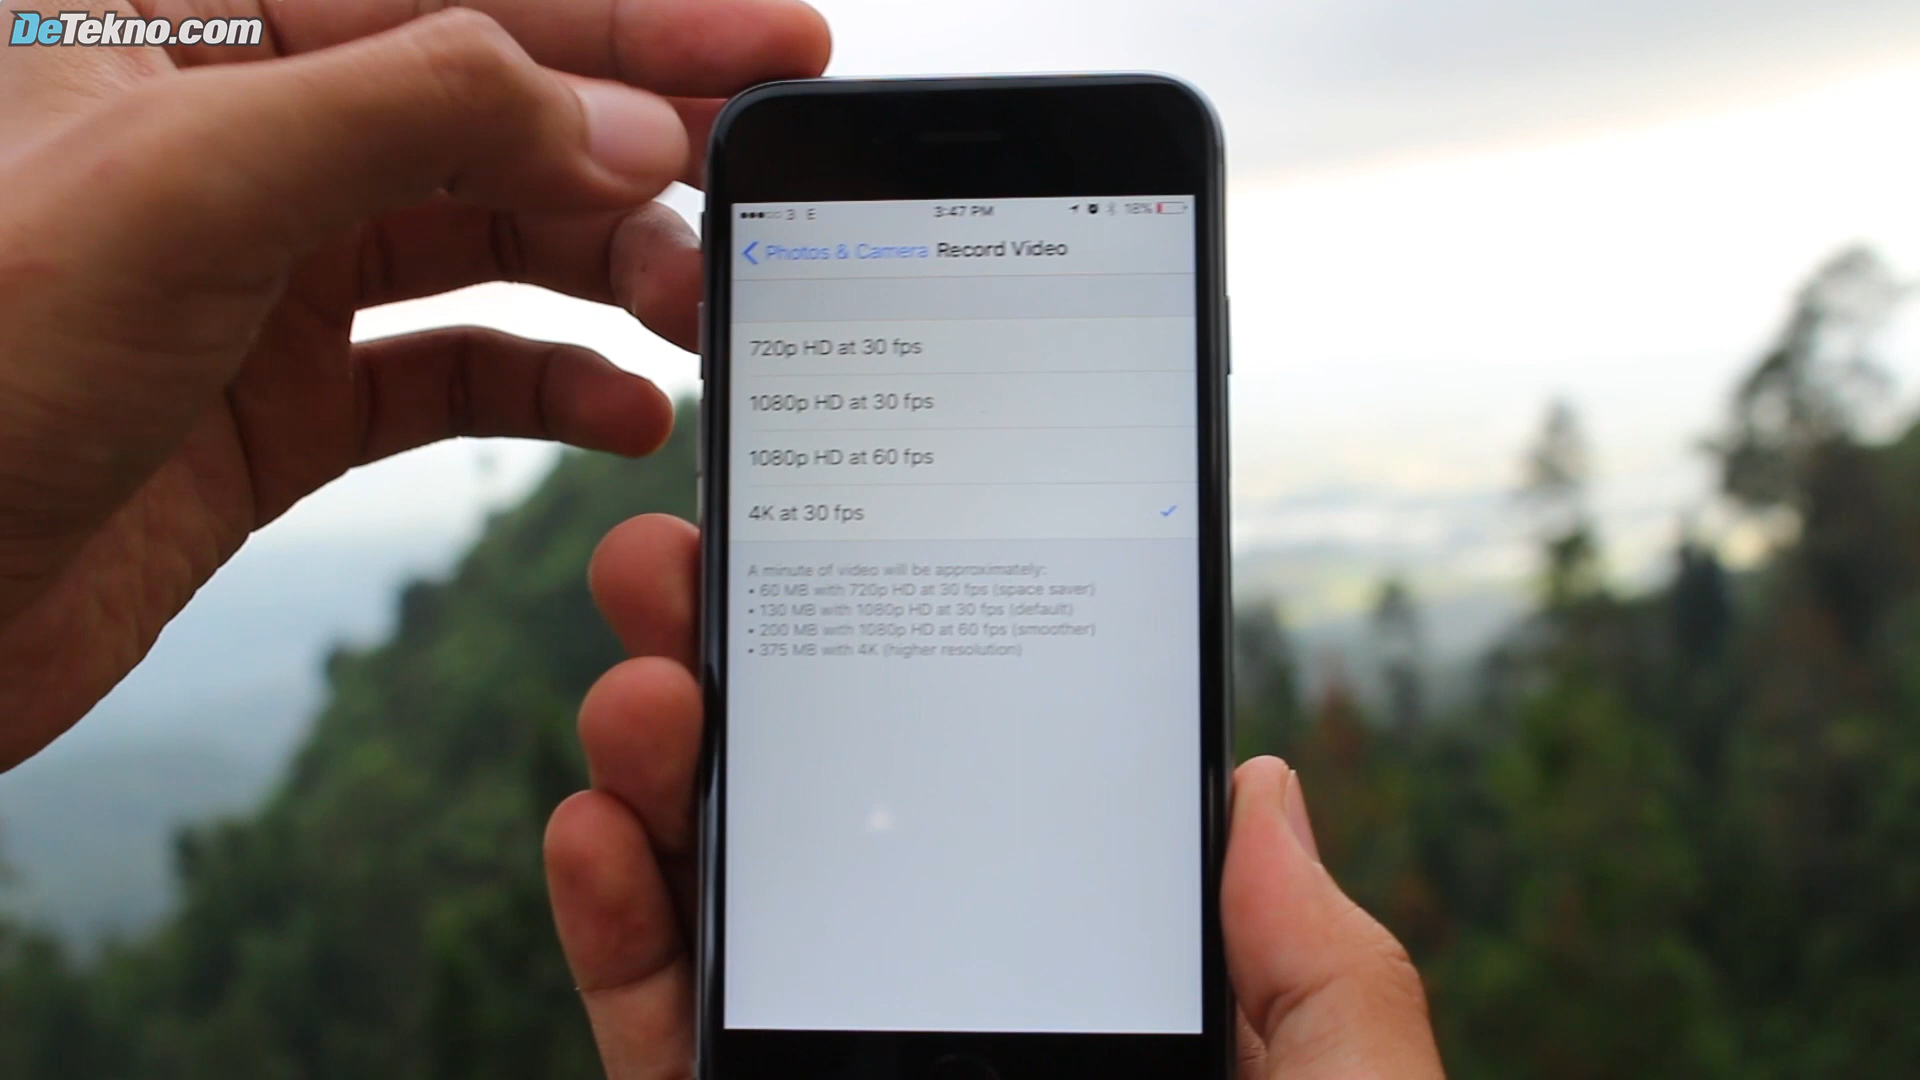 DeTekno.com
3 E 3:47 PM 18%
Photos & Camera Record Video
720p HD at 30 fps
1080p HD at 30 fps
1080p HD at 60 fps
4K at 30 fps
A minute of video will be approximately:
• 60 MB with 720p HD at 30 fps (space saver)
• 130 MB with 1080p HD at 30 fps (default)
• 200 MB with 1080p HD at 60 fps (smoother)
• 375 MB with 4K (higher resolution)